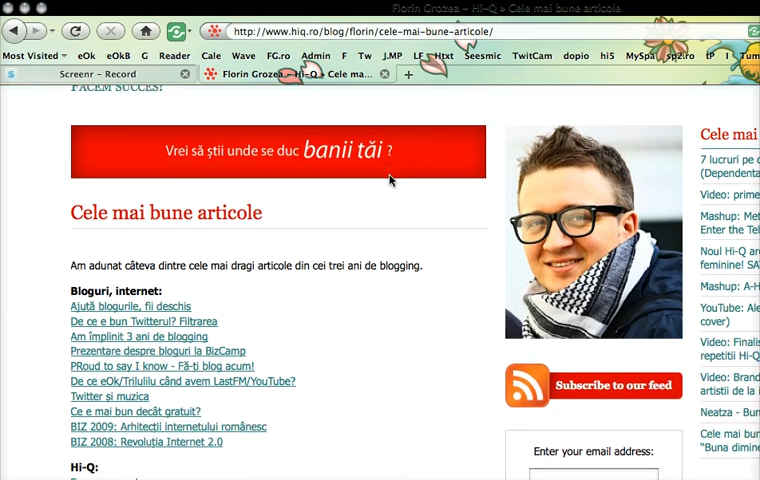 Florin Grozea – Hi-Q » Cele mai bune articole
http://www.hiq.ro/blog/florin/cele-mai-bune-articole/
Most Visited eOk eOkB G Reader Cale Wave FG.ro Admin F Tw J.MP LF Htxt Seesmic TwitCam dopio hi5 MySpa sp2.ro tP
Screenr - Record
Florin Grozea – Hi-Q » Cele ma...
FACEM SUCCES!
Vrei să știi unde se duc banii tăi ?
Cele mai bune articole
Am adunat câteva dintre cele mai dragi articole din cei trei ani de blogging.
Bloguri, internet:
Ajută blogurile, fii deschis
De ce e bun Twitterul? Filtrarea
Am împlinit 3 ani de blogging
Prezentare despre bloguri la BizCamp
PRoud to say I know - Fă-ti blog acum!
De ce eOk/Trilulilu când avem LastFM/YouTube?
Twitter și muzica
Ce e mai bun decât gratuit?
BIZ 2009: Arhitecții internetului românesc
BIZ 2008: Revoluția Internet 2.0
Hi-Q:
Subscribe to our feed
Enter your email address:
Cele mai
7 lucruri pe c
(Dependenta
Video: prime
Mashup: Met
Enter the Tel
Noul Hi-Q are
feminine! SA
Mashup: A-H
YouTube: Ale
cover)
Video: Finalis
repetitii Hi-Q
Video: Brand
artistii de la i
Neatza - Bun
Cele mai bun
"Buna dimine